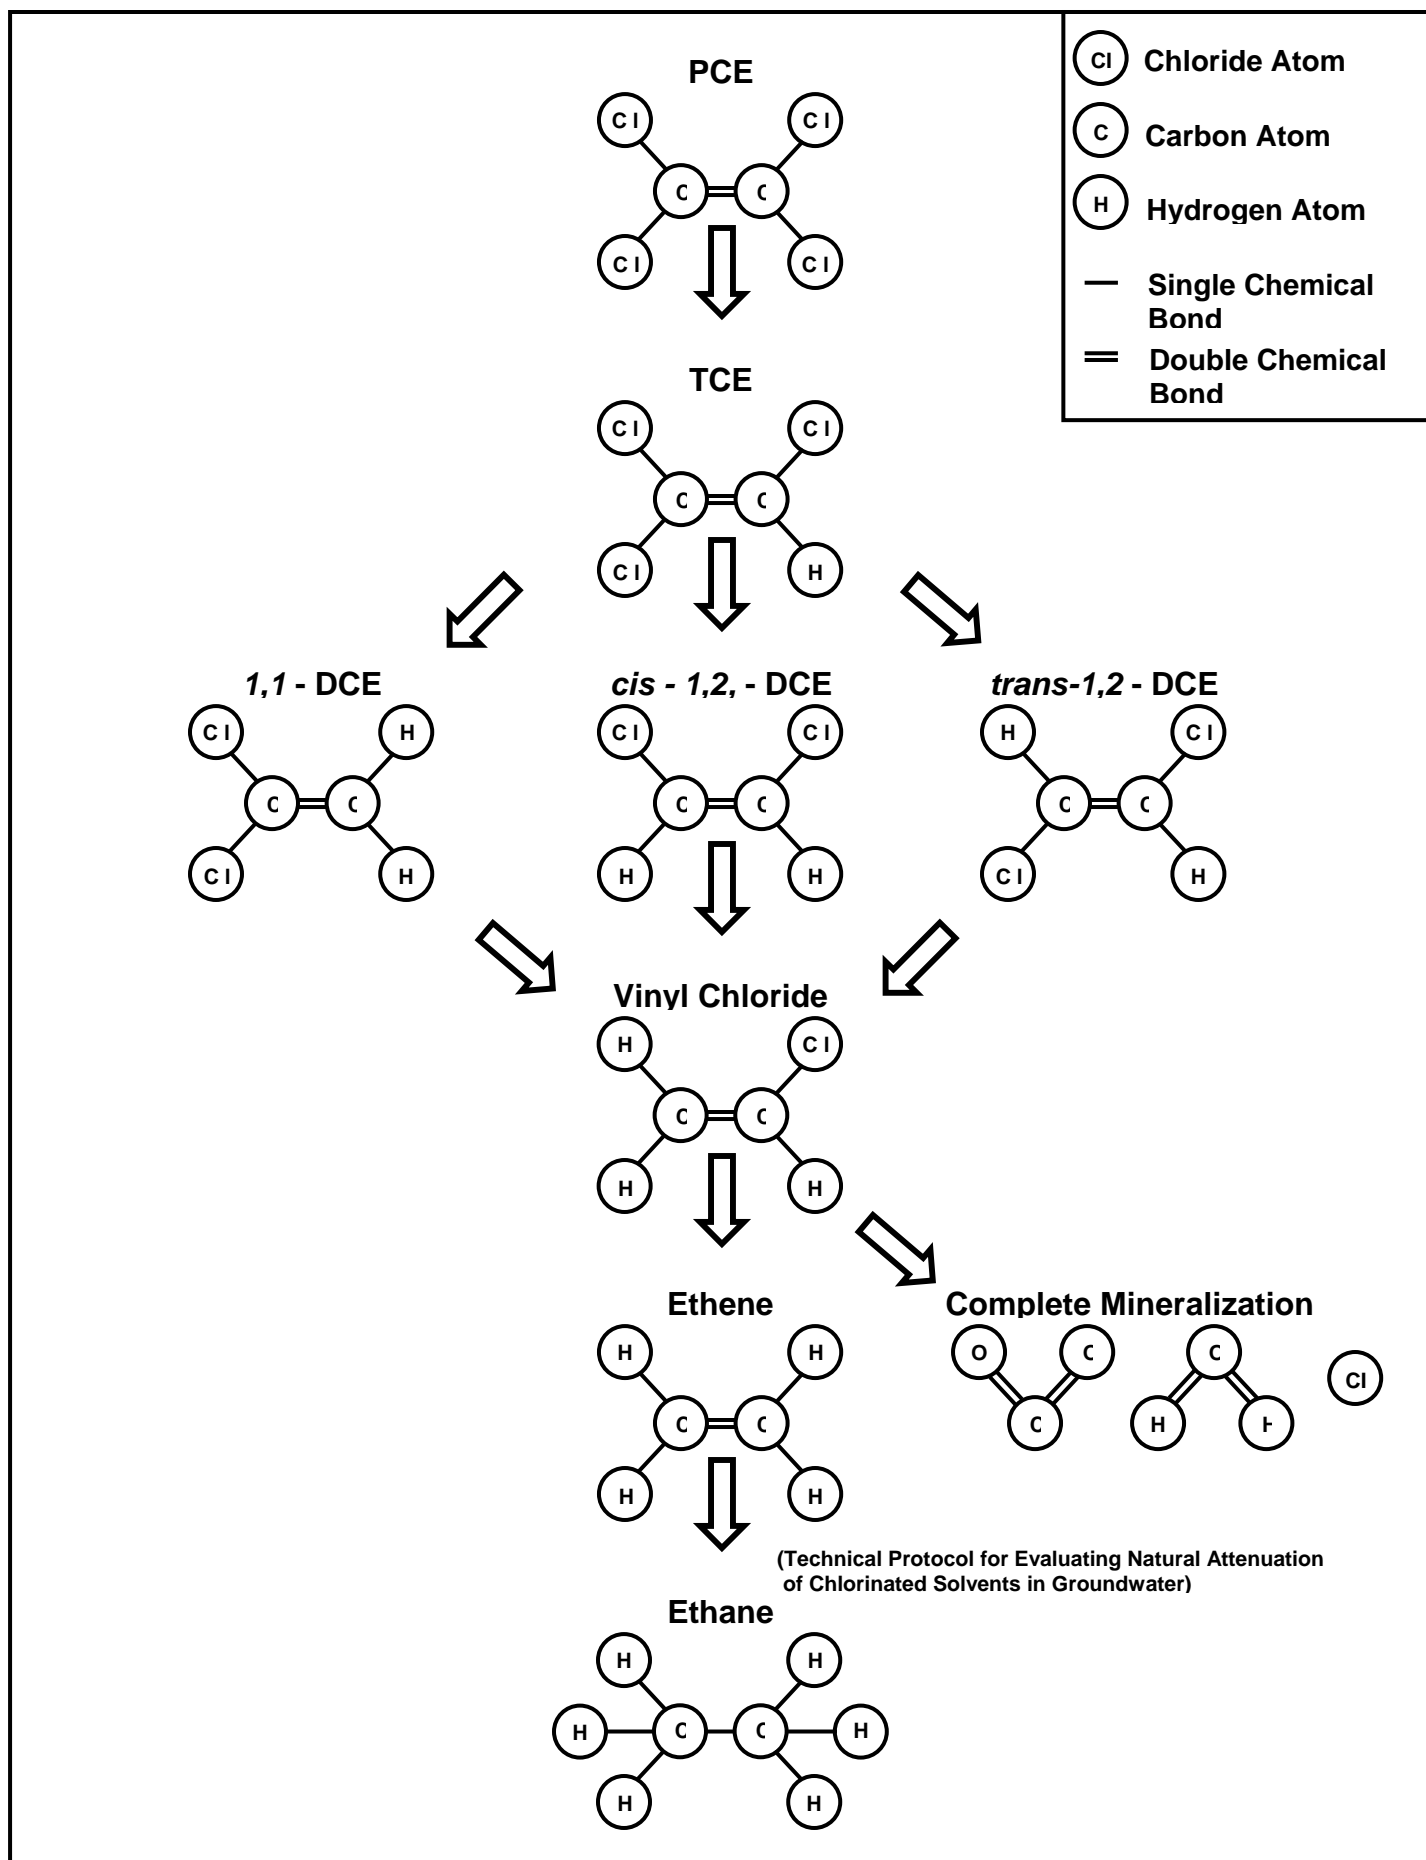 PCE
Cl Cl
C C
Cl Cl
Cl Chloride Atom
C Carbon Atom
H Hydrogen Atom
Single Chemical
Bond
Double Chemical
Bond
TCE
Cl Cl
C C
Cl H
1,1 - DCE
Cl H
C C
Cl H
cis - 1,2, - DCE
Cl Cl
C C
H H
trans-1,2 - DCE
H Cl
C C
Cl H
Vinyl Chloride
H Cl
C C
H H
Ethene
H H
C C
H H
Complete Mineralization
O C
C
C
H H
Cl
(Technical Protocol for Evaluating Natural Attenuation
of Chlorinated Solvents in Groundwater)
Ethane
H H
H C C H
H H